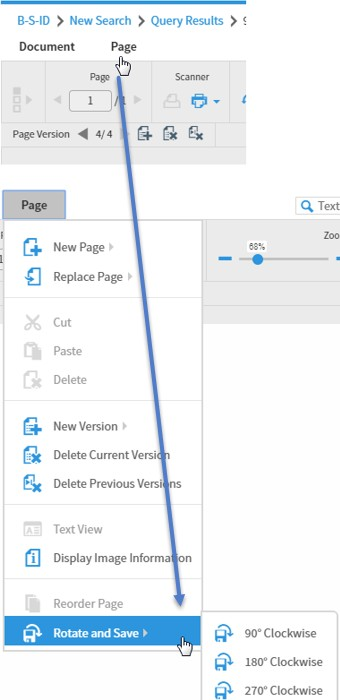 B-S-ID > New Search > Query Results >
Document Page
Page Scanner
1 /
Page Version 4/ 4
Page
Text
Zoo
68%
New Page
Replace Page
Cut
Paste
Delete
New Version
Delete Current Version
Delete Previous Versions
Text View
Display Image Information
Reorder Page
Rotate and Save
90° Clockwise
180° Clockwise
270° Clockwise